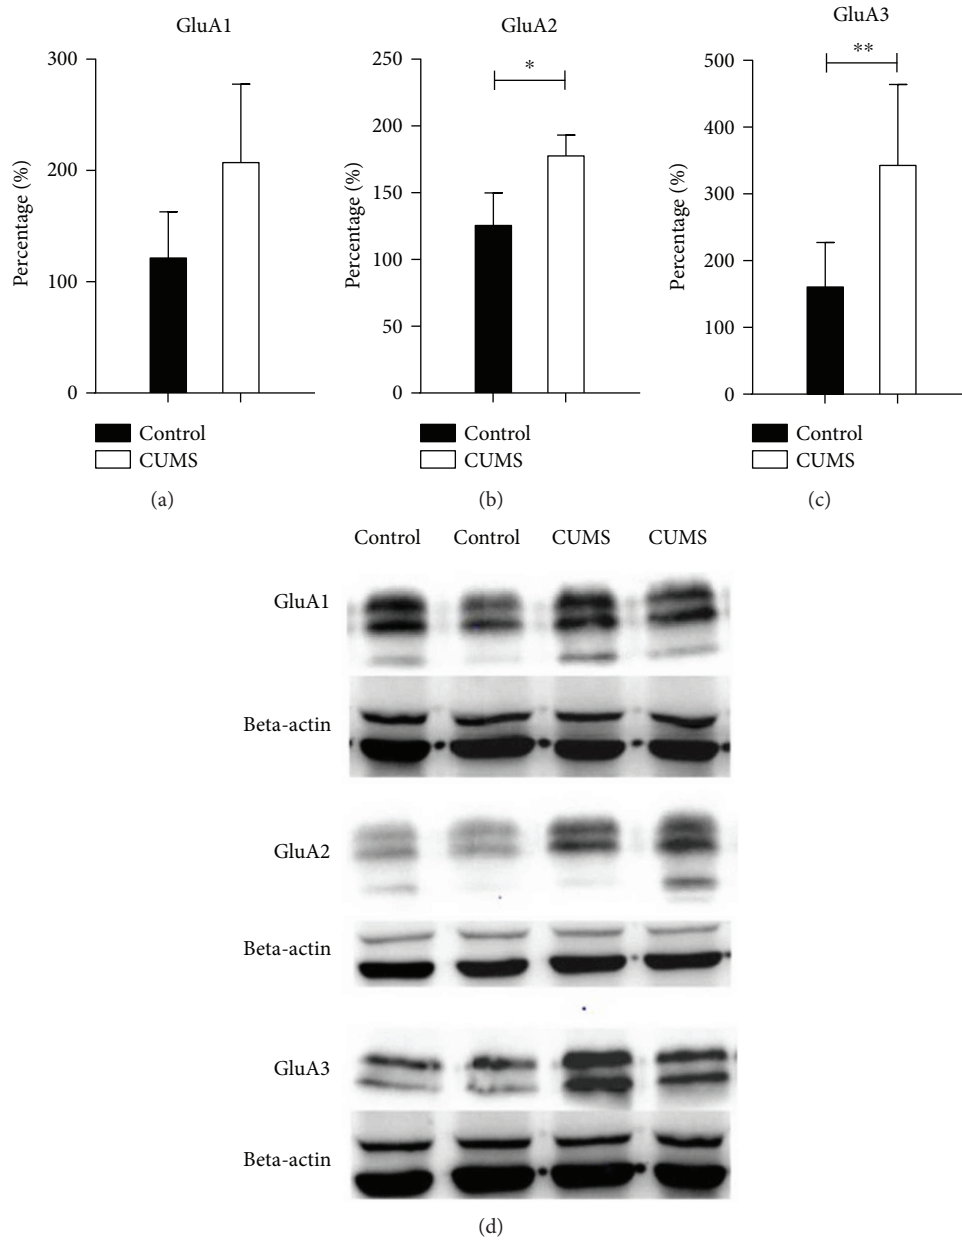 GluA1
300
200
100
0
Percentage (%)
Control
CUMS
(a)
GluA2
250
200
150
100
50
0
Percentage (%)
*
Control
CUMS
(b)
GluA3
500
400
300
200
100
0
Percentage (%)
**
Control
CUMS
(c)
Control Control CUMS CUMS
GluA1
Beta-actin
GluA2
Beta-actin
GluA3
Beta-actin
(d)